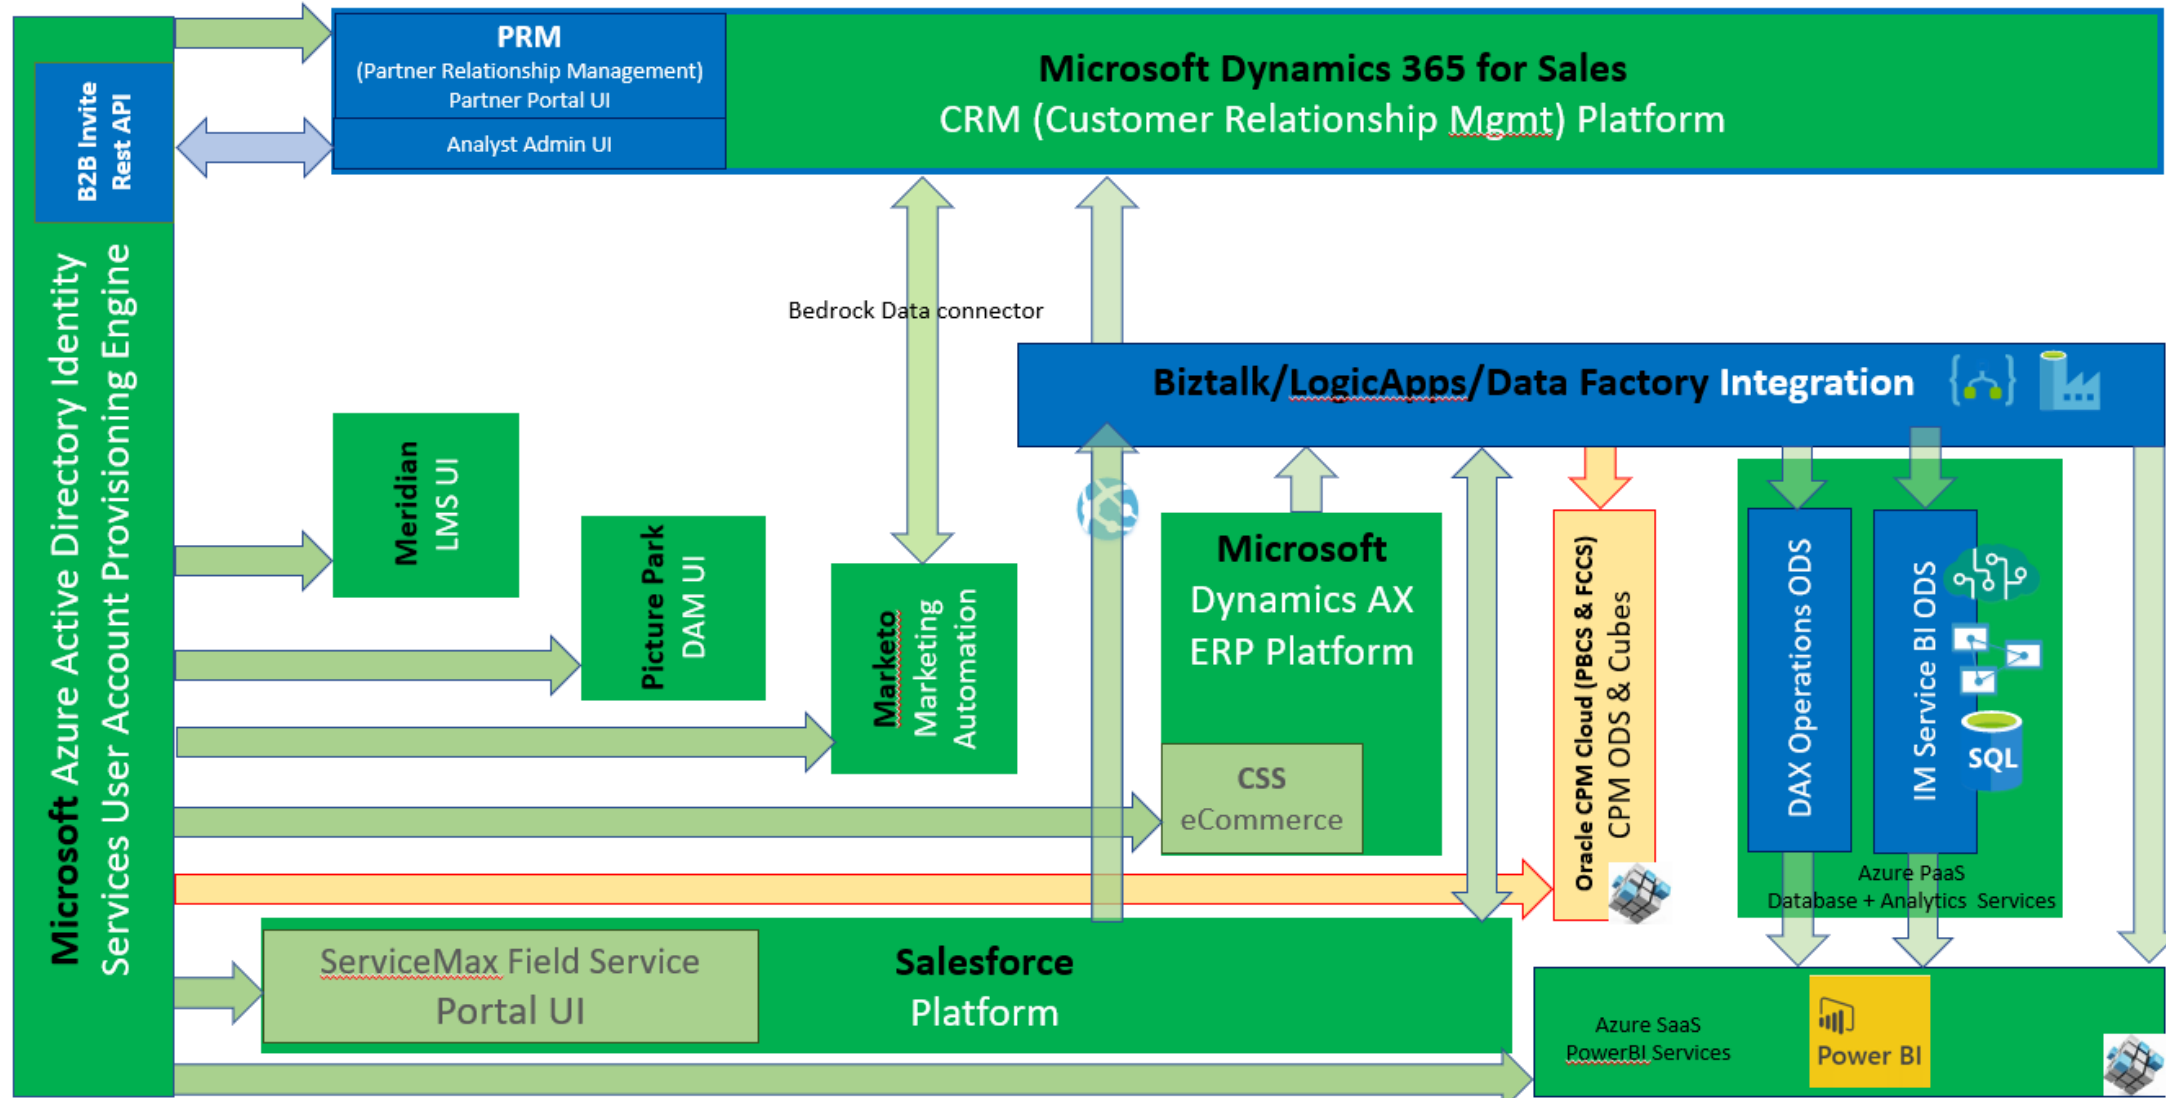 PRM
(Partner Relationship Management)
Partner Portal UI
Analyst Admin UI
Microsoft Dynamics 365 for Sales
CRM (Customer Relationship Mgmt) Platform
B2B Invite
Rest API
Microsoft Azure Active Directory Identity
Services User Account Provisioning Engine
Bedrock Data connector
Biztalk/LogicApps/Data Factory Integration
Meridian
LMS UI
Picture Park
DAM UI
Marketo
Marketing
Automation
Microsoft
Dynamics AX
ERP Platform
CSS
eCommerce
Oracle CPM Cloud (PBCS & FCCS)
CPM ODS & Cubes
DAX Operations ODS
IM Service BI ODS
SQL
Azure PaaS
Database + Analytics Services
ServiceMax Field Service
Portal UI
Salesforce
Platform
Azure SaaS
PowerBI Services
Power BI